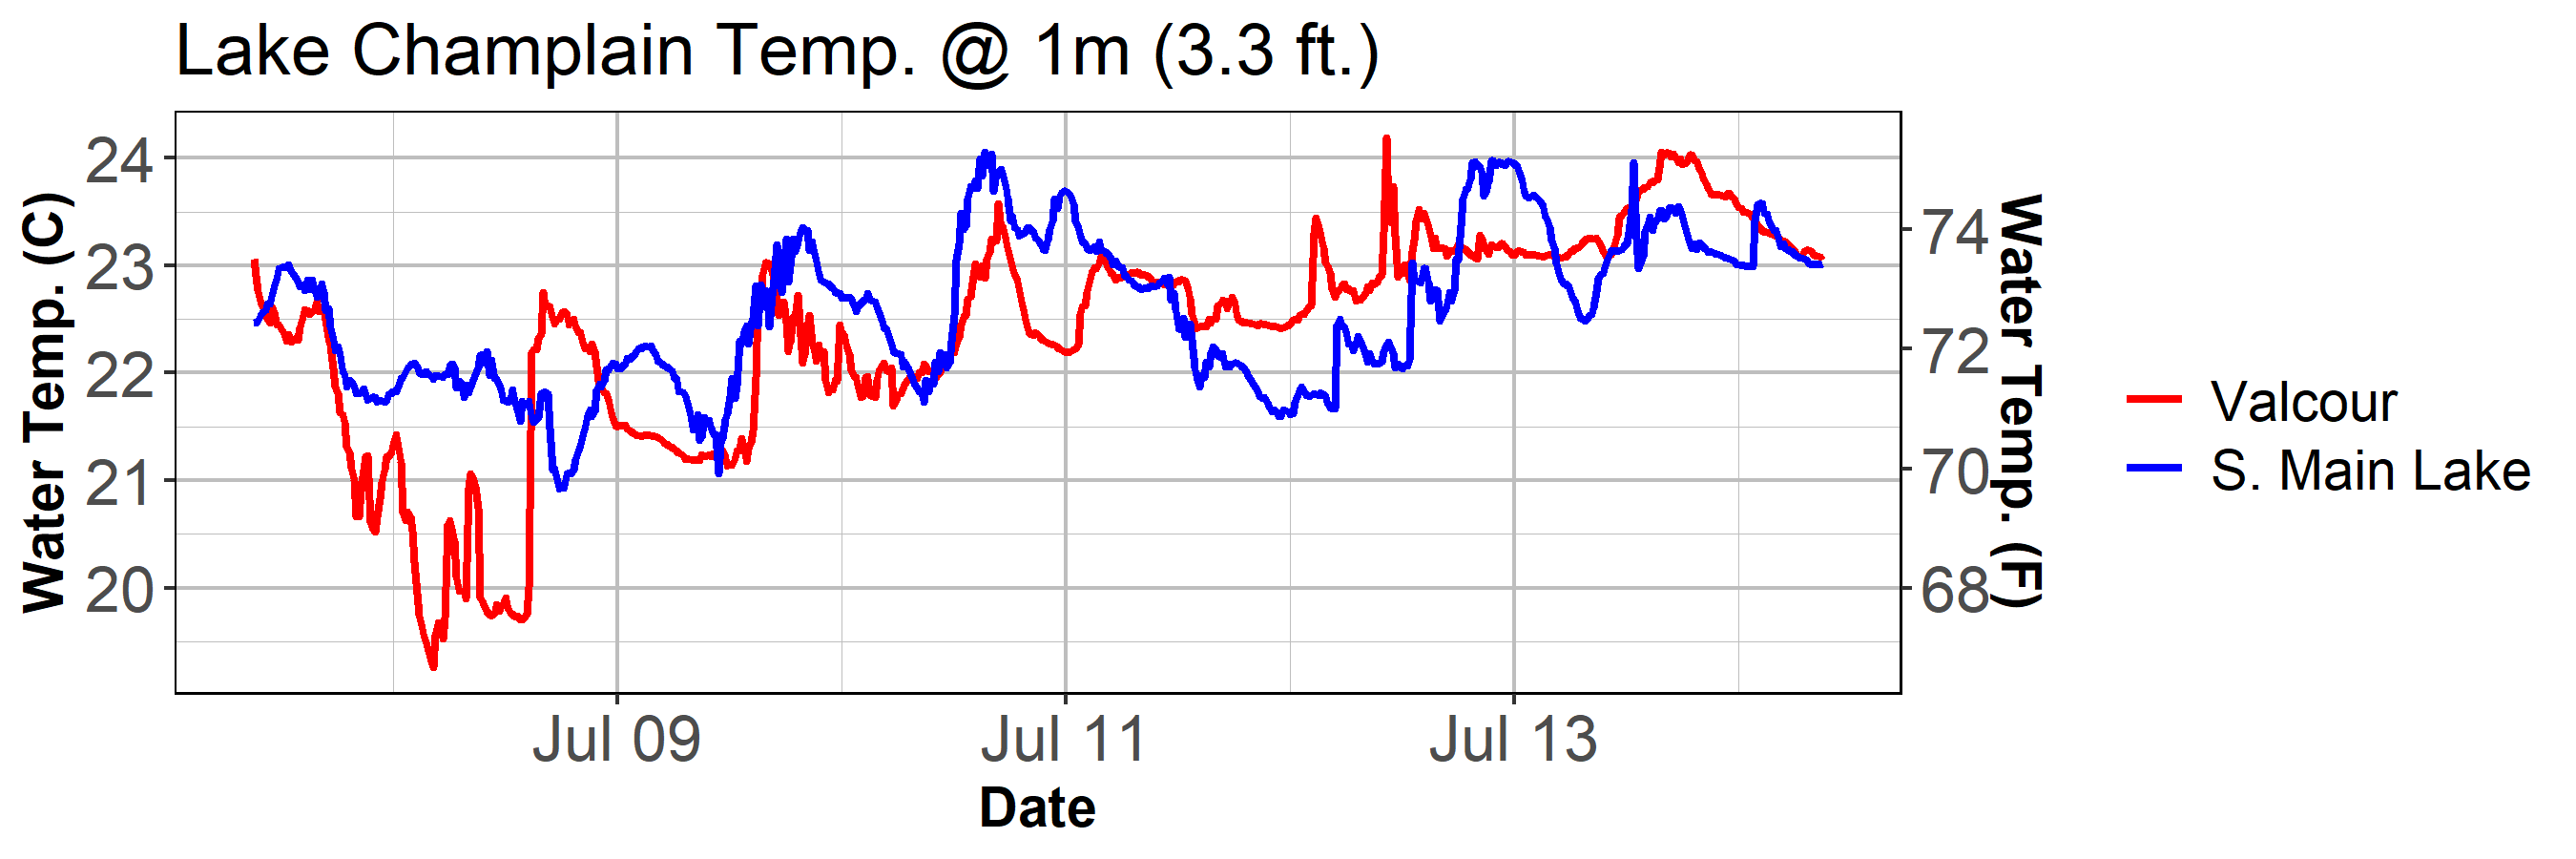 Lake Champlain Temp. @ 1m (3.3 ft.)
Water Temp. (C)
24
23
22
21
20
74
72
70
68
Water Temp. (F)
Jul 09
Jul 11
Jul 13
Date
Valcour
S. Main Lake